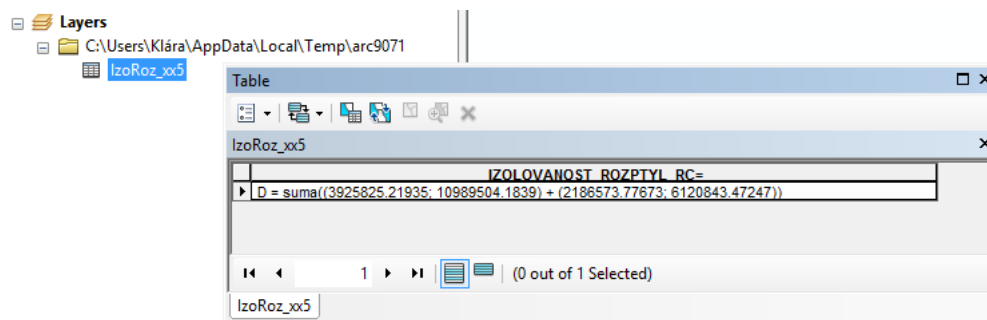 Layers
C:\Users\Klára\AppData\Local\Temp\arc9071
IzoRoz_xx5
Table
IzoRoz_xx5
IZOLOVANOST_ROZPTYL_RC=
D = suma((3925825.21935; 10989504.1839) + (2186573.77673; 6120843.47247))
1 (0 out of 1 Selected)
IzoRoz_xx5